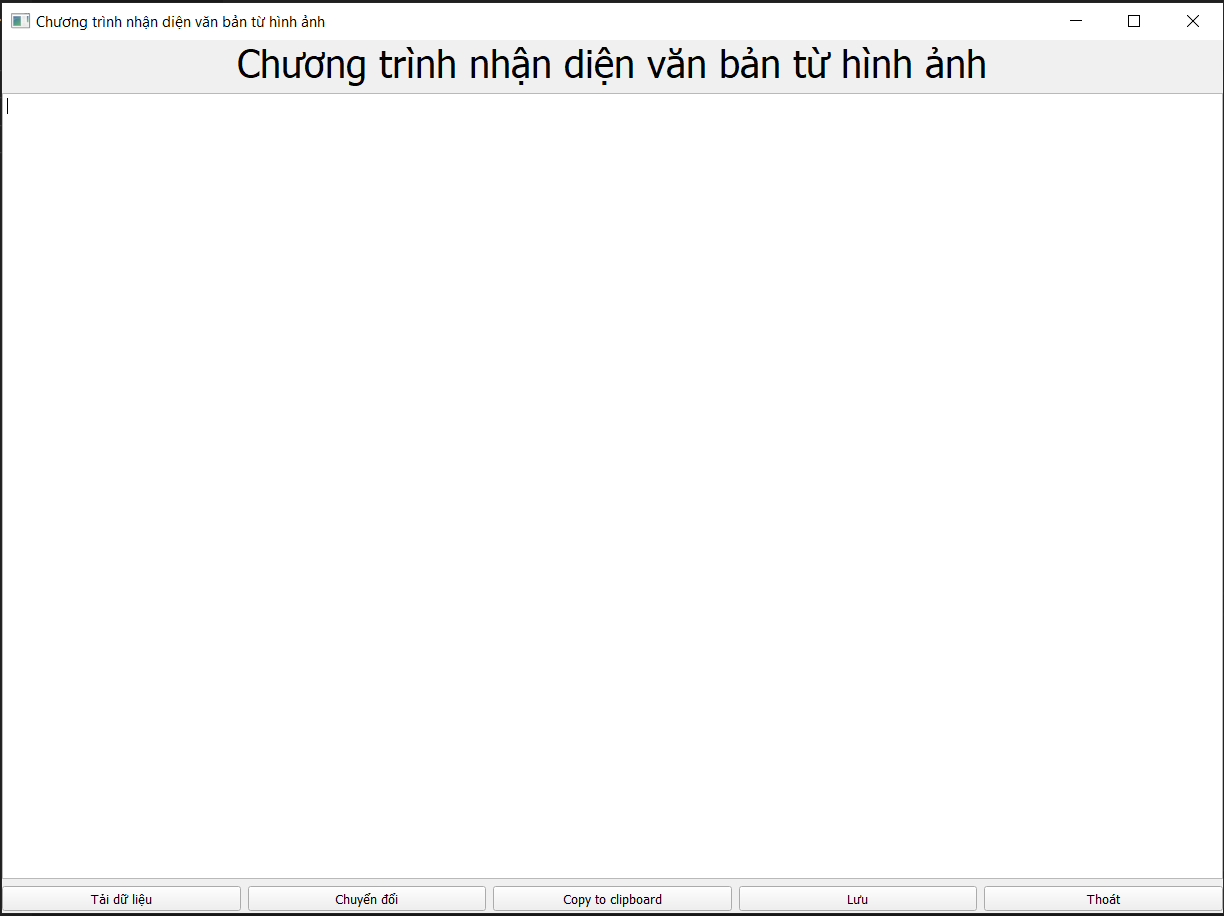 Chương trình nhận diện văn bản từ hình ảnh
Chương trình nhận diện văn bản từ hình ảnh
Tải dữ liệu
Chuyển đổi
Copy to clipboard
Lưu
Thoát